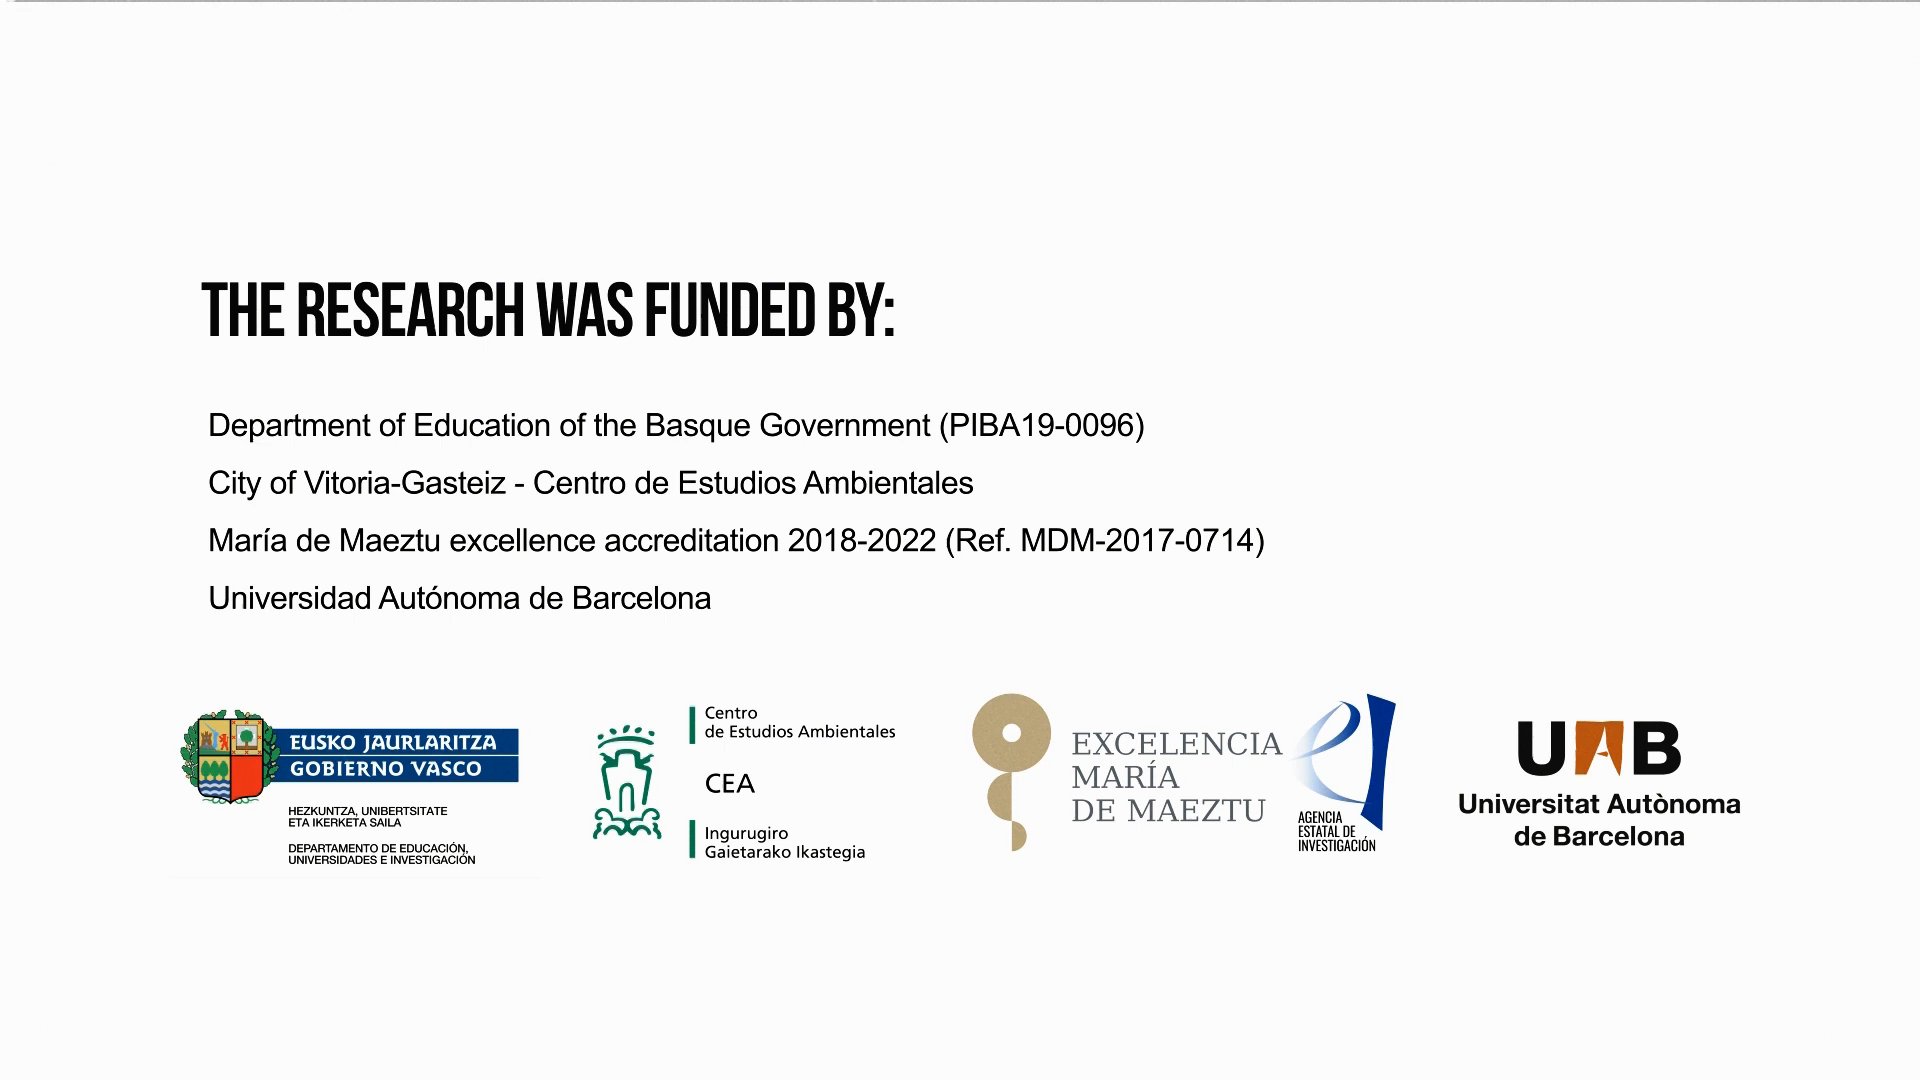 THE RESEARCH WAS FUNDED BY:
Department of Education of the Basque Government (PIBA19-0096)
City of Vitoria-Gasteiz - Centro de Estudios Ambientales
María de Maeztu excellence accreditation 2018-2022 (Ref. MDM-2017-0714)
Universidad Autónoma de Barcelona
EUSKO JAURLARITZA
GOBIERNO VASCO
HEZKUNTZA, UNIBERTSITATE
ETA IKERKETA SAILA
DEPARTAMENTO DE EDUCACIÓN,
UNIVERSIDADES E INVESTIGACIÓN
Centro
de Estudios Ambientales
CEA
Ingurugiro
Gaietarako Ikastegia
EXCELENCIA
MARÍA
DE MAEZTU
AGENCIA
ESTATAL DE
INVESTIGACIÓN
UAB
Universitat Autònoma
de Barcelona